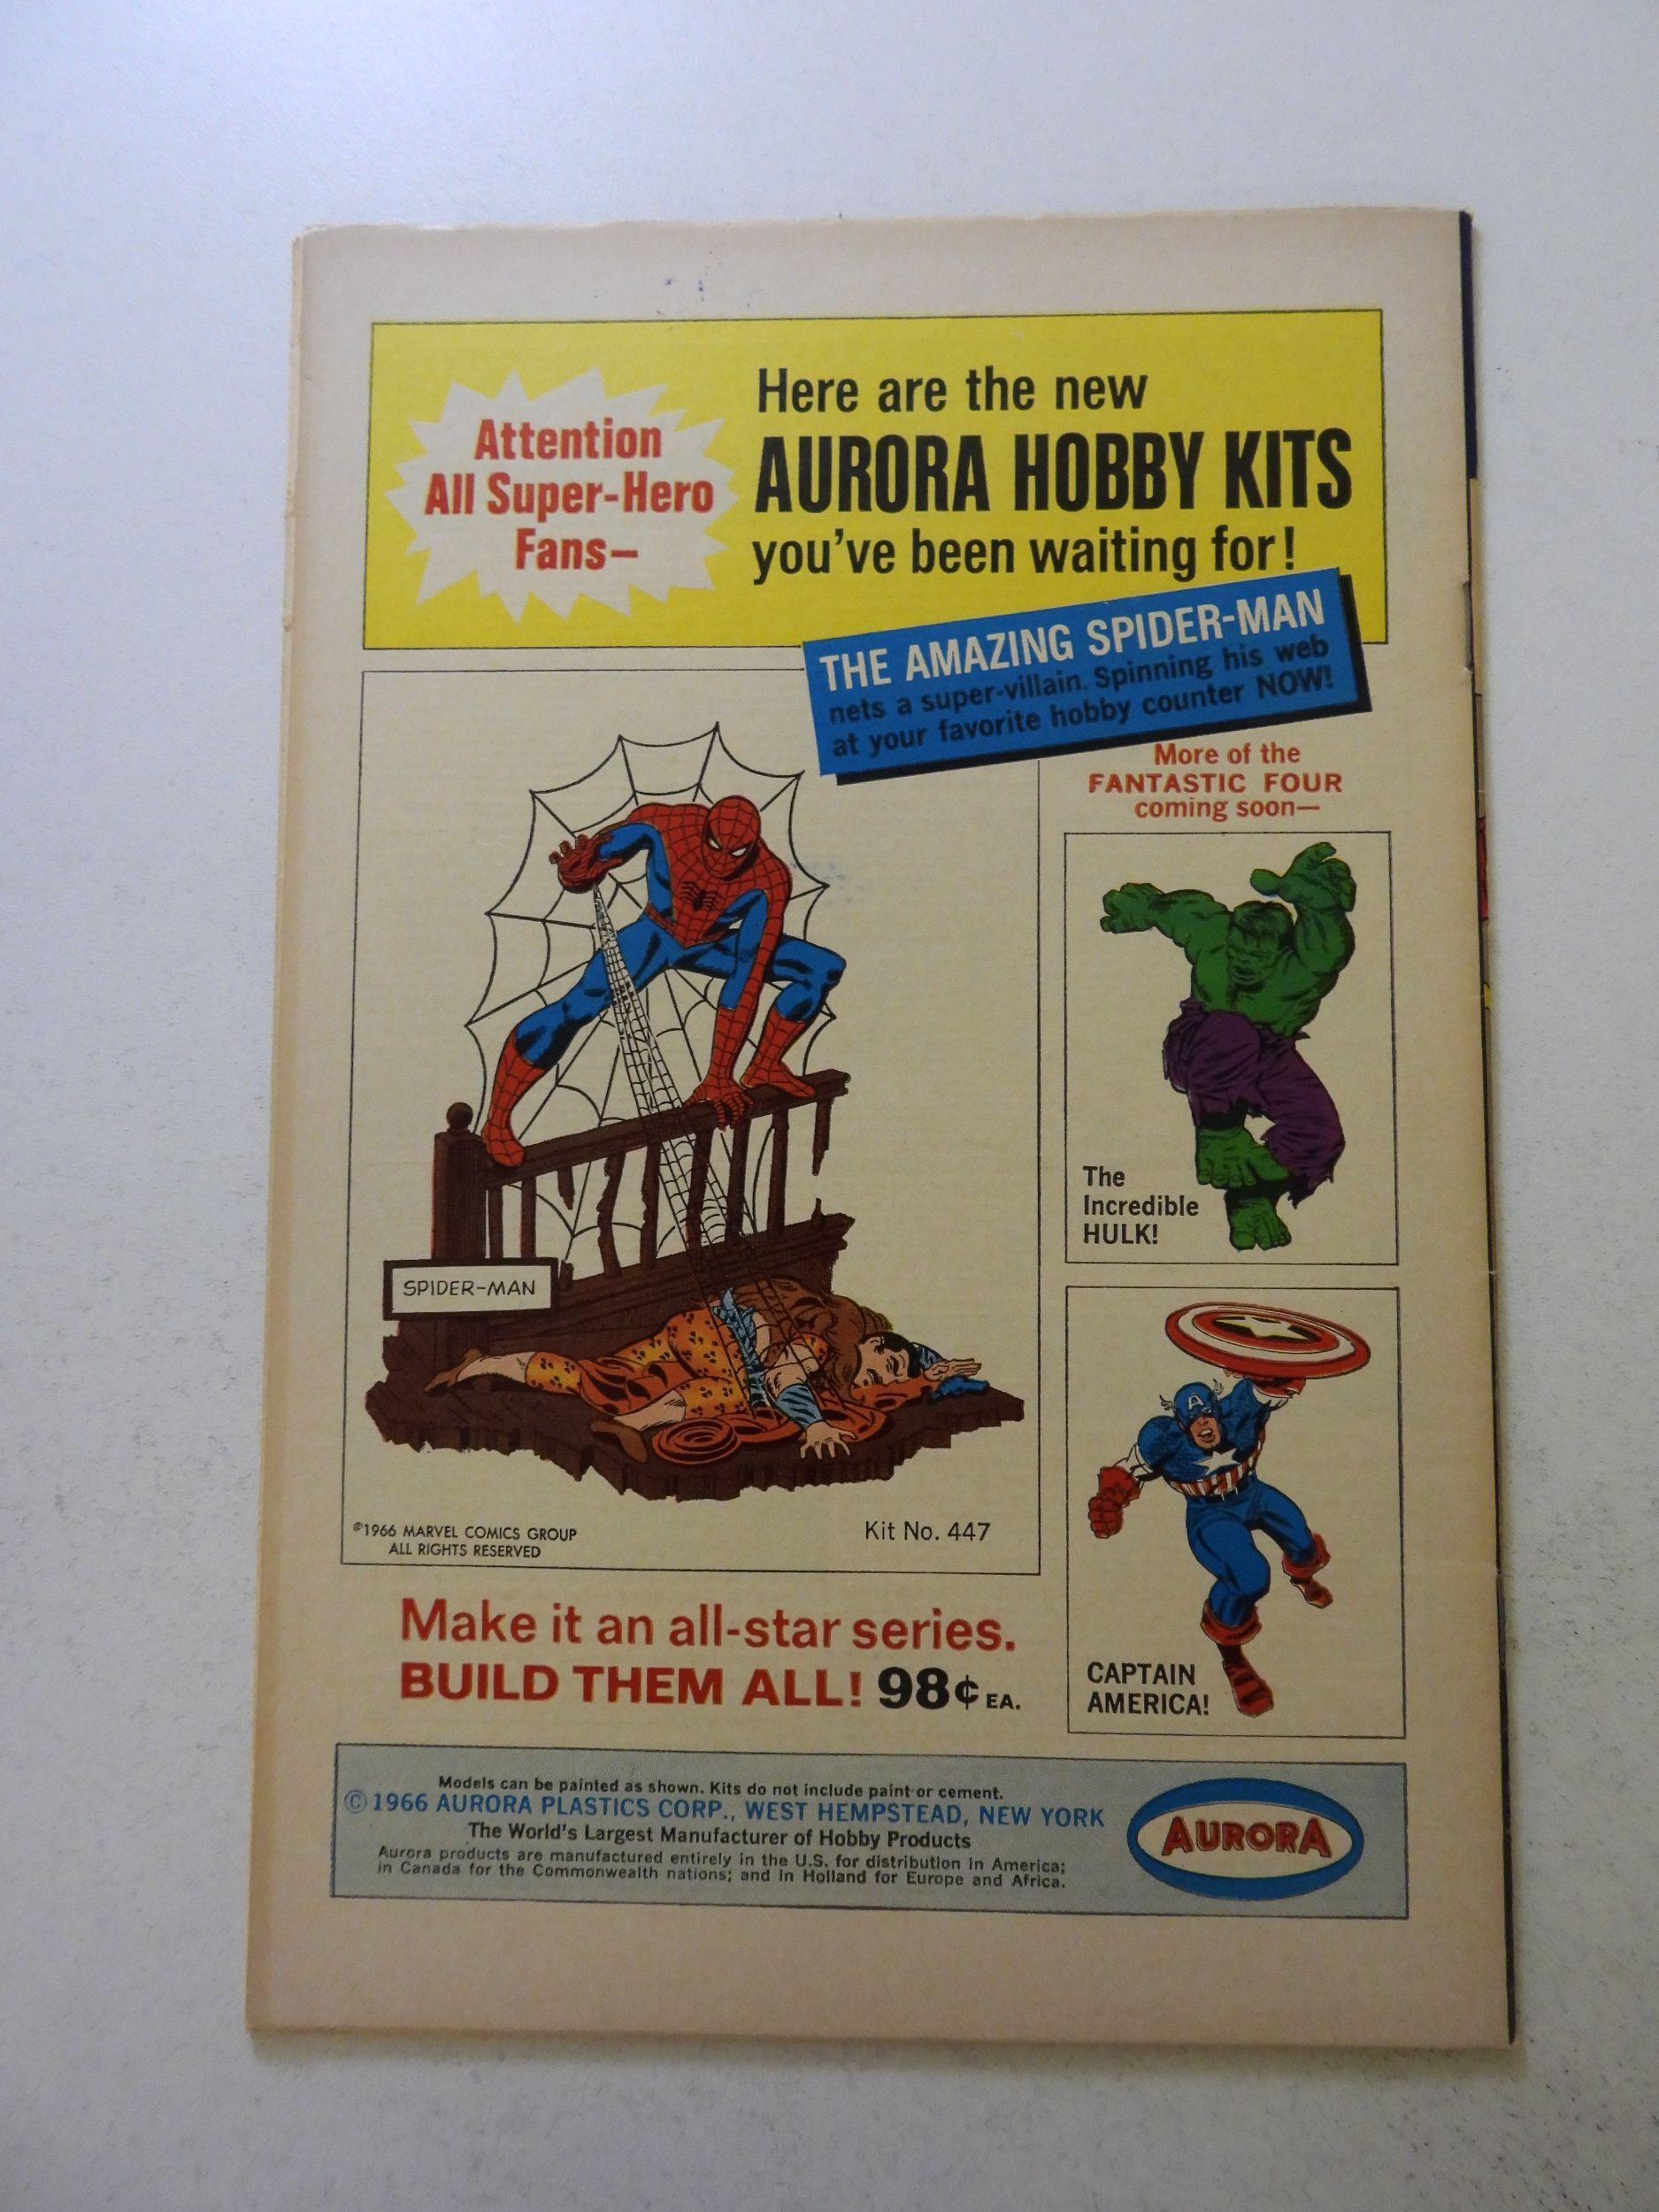 Attention
All Super-Hero
Fans—
Here are the new
AURORA HOBBY KITS
you've been waiting for!
THE AMAZING SPIDER-MAN
nets a super-villain. Spinning his web
at your favorite hobby counter NOW!
More of the
FANTASTIC FOUR
coming soon—
SPIDER-MAN
©1966 MARVEL COMICS GROUP
ALL RIGHTS RESERVED
Kit No. 447
The
Incredible
HULK!
CAPTAIN
AMERICA!
Make it an all-star series.
BUILD THEM ALL! 98¢ EA.
Models can be painted as shown. Kits do not include paint or cement.
©1966 AURORA PLASTICS CORP., WEST HEMPSTEAD, NEW YORK
The World's Largest Manufacturer of Hobby Products
Aurora products are manufactured entirely in the U.S. for distribution in America;
in Canada for the Commonwealth nations; and in Holland for Europe and Africa.
AURORA